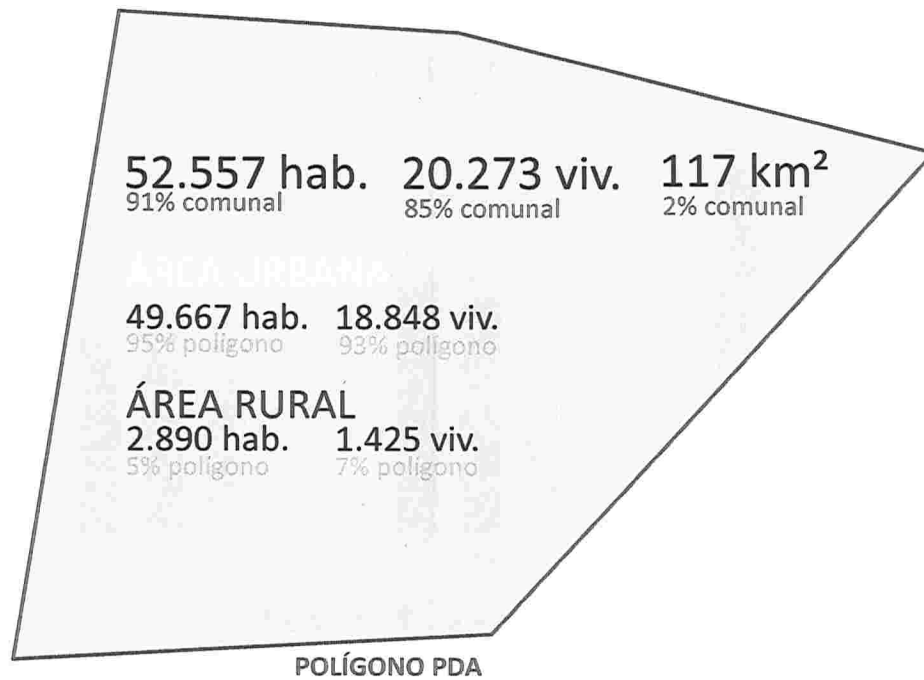 52.557 hab. 20.273 viv. 117 km²
91% comunal 85% comunal 2% comunal
ÁREA URBANA
49.667 hab. 18.848 viv.
95% polígono 93% polígono
ÁREA RURAL
2.890 hab. 1.425 viv.
5% polígono 7% polígono
POLÍGONO PDA